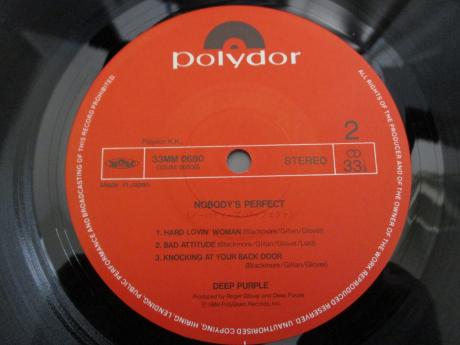 polydor
Polydor K.K.
33MM 0680
STEREO
2
33⅓
Made in Japan
NOBODY'S PERFECT
1. HARD LOVIN' WOMAN (Blackmore/Gillan/Glover)
2. BAD ATTITUDE (Blackmore/Gillan/Glover/Lord)
3. KNOCKING AT YOUR BACK DOOR
(Blackmore/Gillan/Glover)
DEEP PURPLE
Produced by Roger Glover and Deep Purple
ALL RIGHTS OF THE PRODUCER AND OF THE OWNER OF THE WORK REPRODUCED RESERVED UNAUTHORISED COPYING, HIRING, LENDING, PUBLIC PERFORMANCE AND BROADCASTING OF THIS RECORD PROHIBITED.